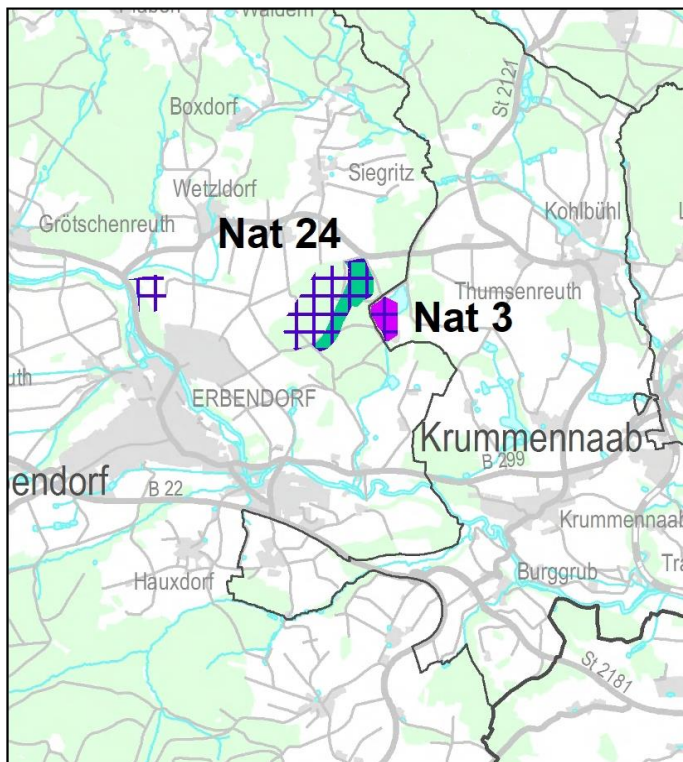 Waldern
Boxdorf
St 2121
Siegritz
Wetzldorf
Grötschenreuth
Kohlbühl
Nat 24
Thumsenreuth
Nat 3
ERBENDORF
Krummennaab
B 299
endorf
B 22
Krummennaab
Hauxdorf
Burggrub
St 2181